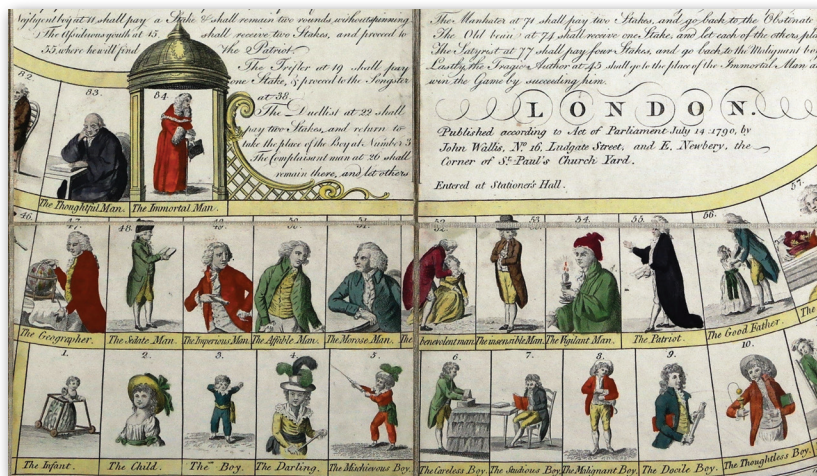 Negligent boy at 11 shall pay a Stake & shall remain two rounds, without spinning
The Assiduous youth at 15 shall receive two Stakes, and proceed to
55, where he will find the Patriot.
The Trifler at 19 shall pay
one Stake, & proceed to the Songster
at 38.
The Duellist at 22 shall
pay two Stakes, and return to
take the place of the Boy at Number 3
The Complaisant man at 26 shall
remain there, and let others
The Manhater at 71 shall pay two Stakes, and go back to the Obstinate
The Old beau at 74 shall receive one Stake, and let each of the others pl
The Satyrist at 77 shall pay four Stakes, and go back to the Malignant bo
Lastly, the Tragic Author at 45 shall go to the place of the Immortal Man a
win the Game by succeeding him.
LONDON.
Published according to Act of Parliament July 14. 1790, by
John Wallis, No. 16, Ludgate Street, and E. Newbery, the
Corner of St. Paul's Church Yard.
Entered at Stationer's Hall.
82.
83.
The Thoughtful Man.
84.
The Immortal Man.
46.
47.
The Geographer.
48.
The Sedate Man.
49.
The Imperious Man.
50.
The Affible Man.
51.
The Morose Man.
52.
The benevolent man
53.
The insensible Man.
54.
The Vigilant Man.
55.
The Patriot.
56.
The Good Father.
57.
The
1.
The Infant.
2.
The Child.
3.
The Boy.
4.
The Darling.
5.
The Mischievous Boy.
6.
The Careless Boy.
7.
The Studious Boy.
8.
The Malignant Boy.
9.
The Docile Boy.
10.
The Thoughtless Boy.